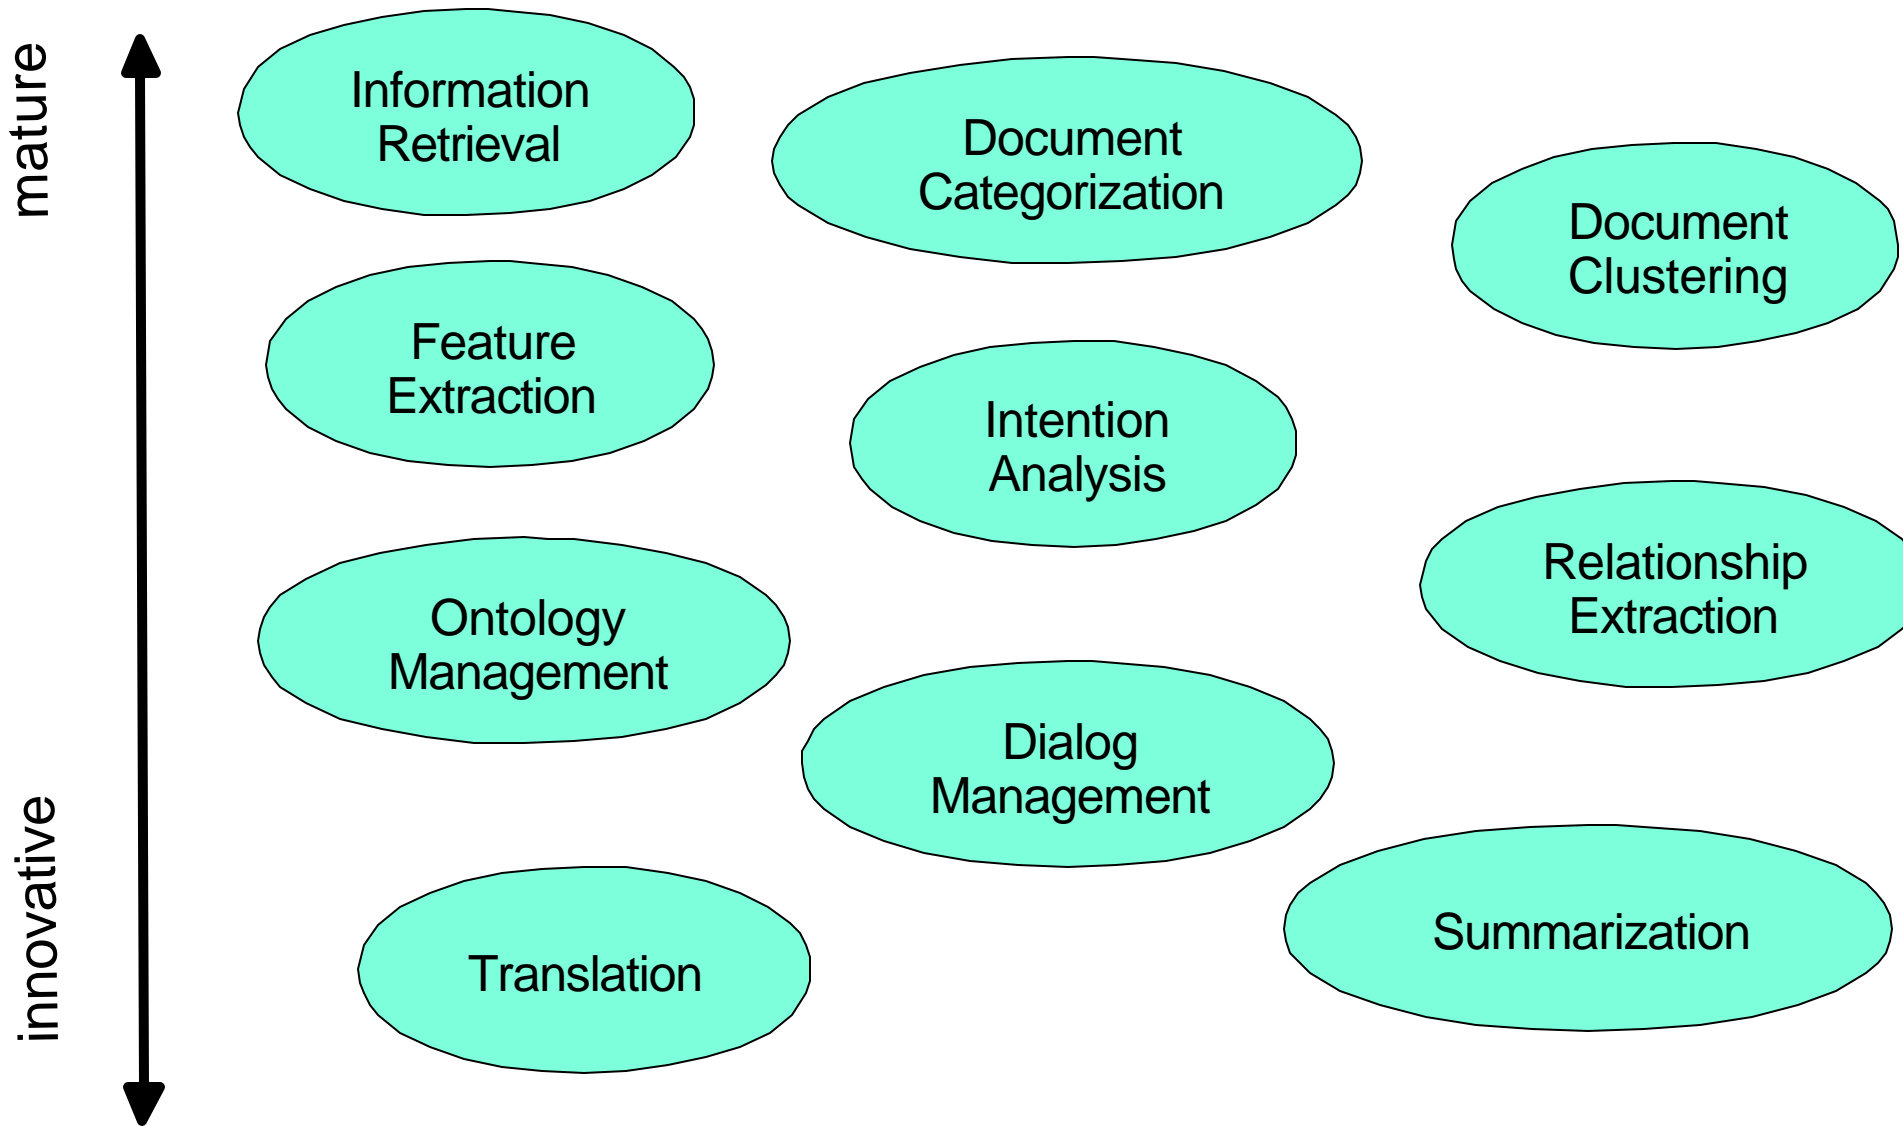 mature
Information
Retrieval
Document
Categorization
Document
Clustering
Feature
Extraction
Intention
Analysis
Relationship
Extraction
Ontology
Management
Dialog
Management
innovative
Translation
Summarization